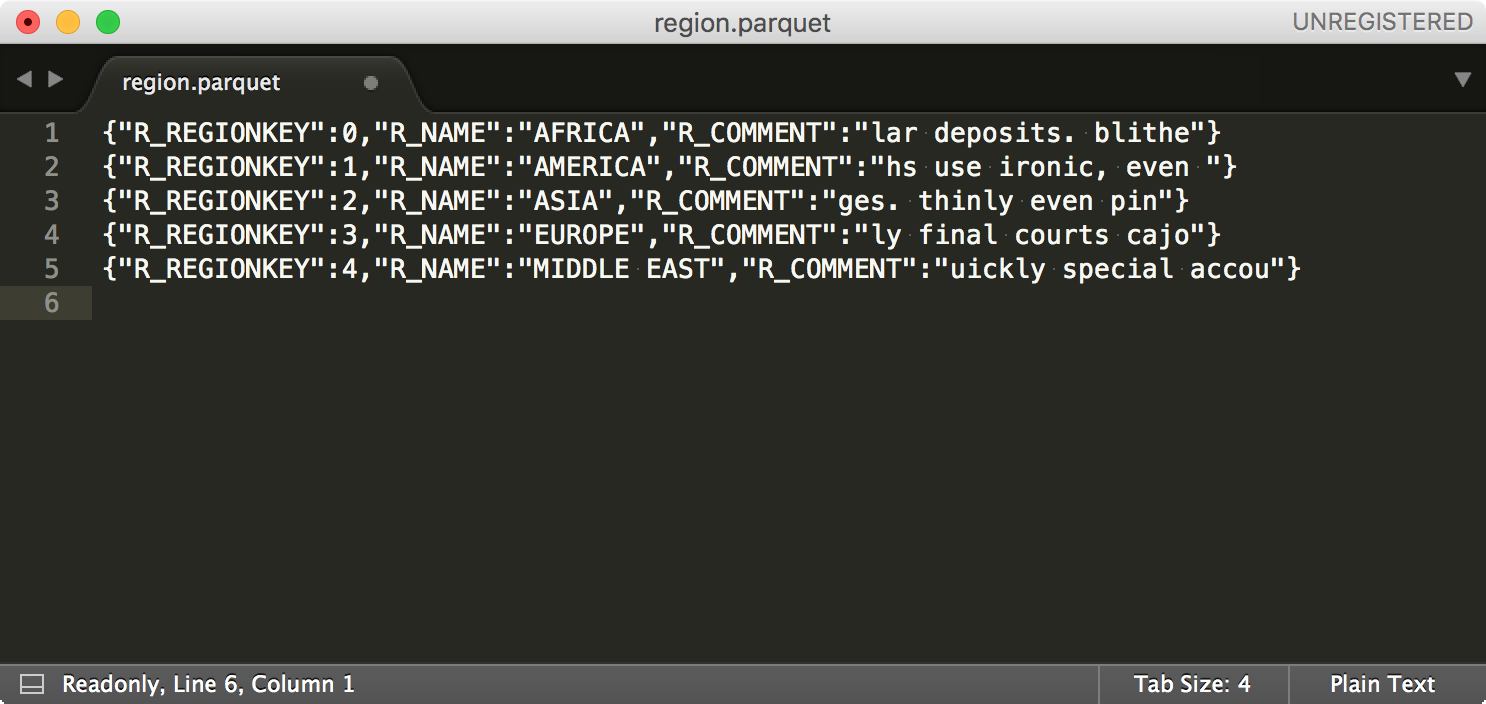 region.parquet
UNREGISTERED
region.parquet
1 {"R_REGIONKEY":0,"R_NAME":"AFRICA","R_COMMENT":"lar deposits. blithe"}
2 {"R_REGIONKEY":1,"R_NAME":"AMERICA","R_COMMENT":"hs use ironic, even "}
3 {"R_REGIONKEY":2,"R_NAME":"ASIA","R_COMMENT":"ges. thinly even pin"}
4 {"R_REGIONKEY":3,"R_NAME":"EUROPE","R_COMMENT":"ly final courts cajo"}
5 {"R_REGIONKEY":4,"R_NAME":"MIDDLE EAST","R_COMMENT":"uickly special accou"}
6
Readonly, Line 6, Column 1
Tab Size: 4
Plain Text